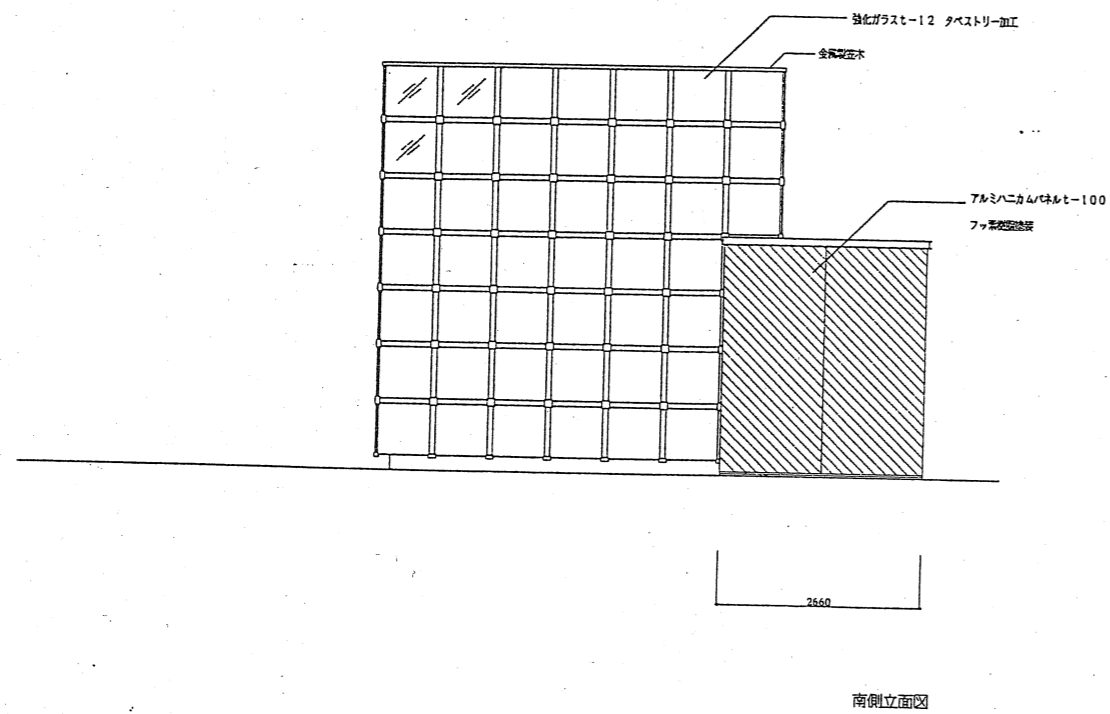 強化ガラスt-12 タペストリー加工
金属製笠木
アルミハニカムパネルt-100
フッ素樹脂塗装
2660
南側立面図